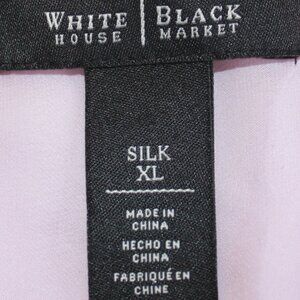 WHITE | BLACK
HOUSE | MARKET
SILK
XL
MADE IN
CHINA
HECHO EN
CHINA
FABRIQUÉ EN
CHINE